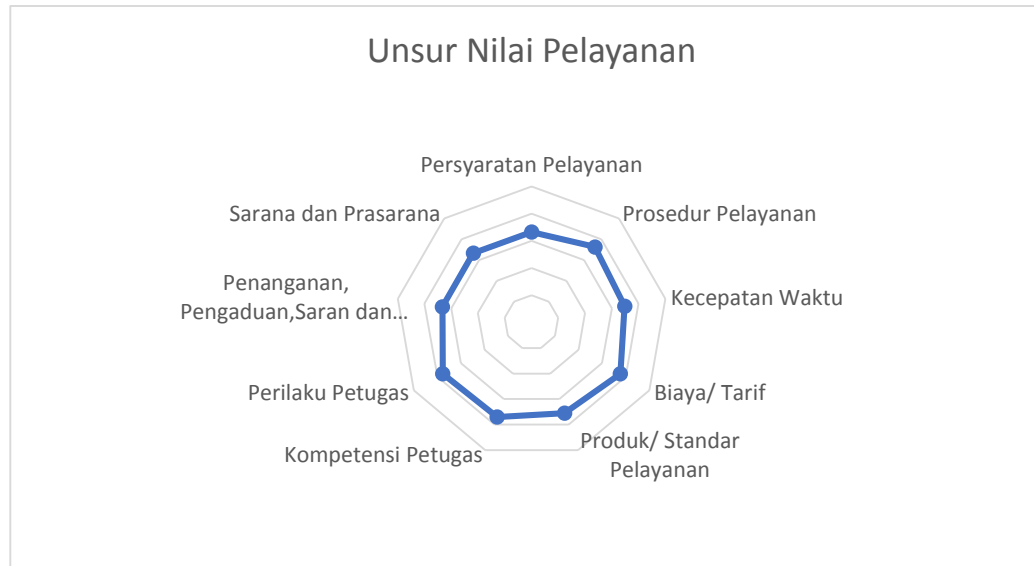 Unsur Nilai Pelayanan
Persyaratan Pelayanan
Prosedur Pelayanan
Kecepatan Waktu
Biaya/ Tarif
Produk/ Standar
Pelayanan
Kompetensi Petugas
Perilaku Petugas
Penanganan,
Pengaduan,Saran dan...
Sarana dan Prasarana